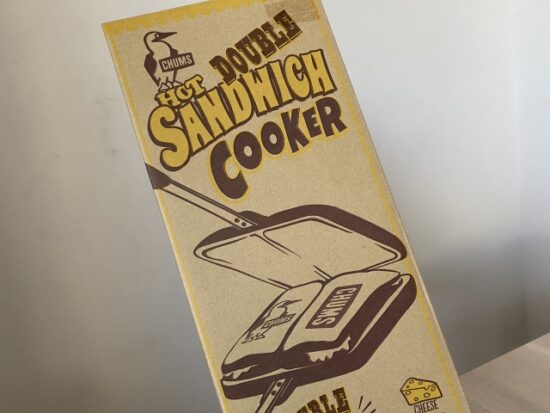 CHUMS
DOUBLE
HOT
SANDWICH
COOKER
CHUMS
CHUMS
CHEESE